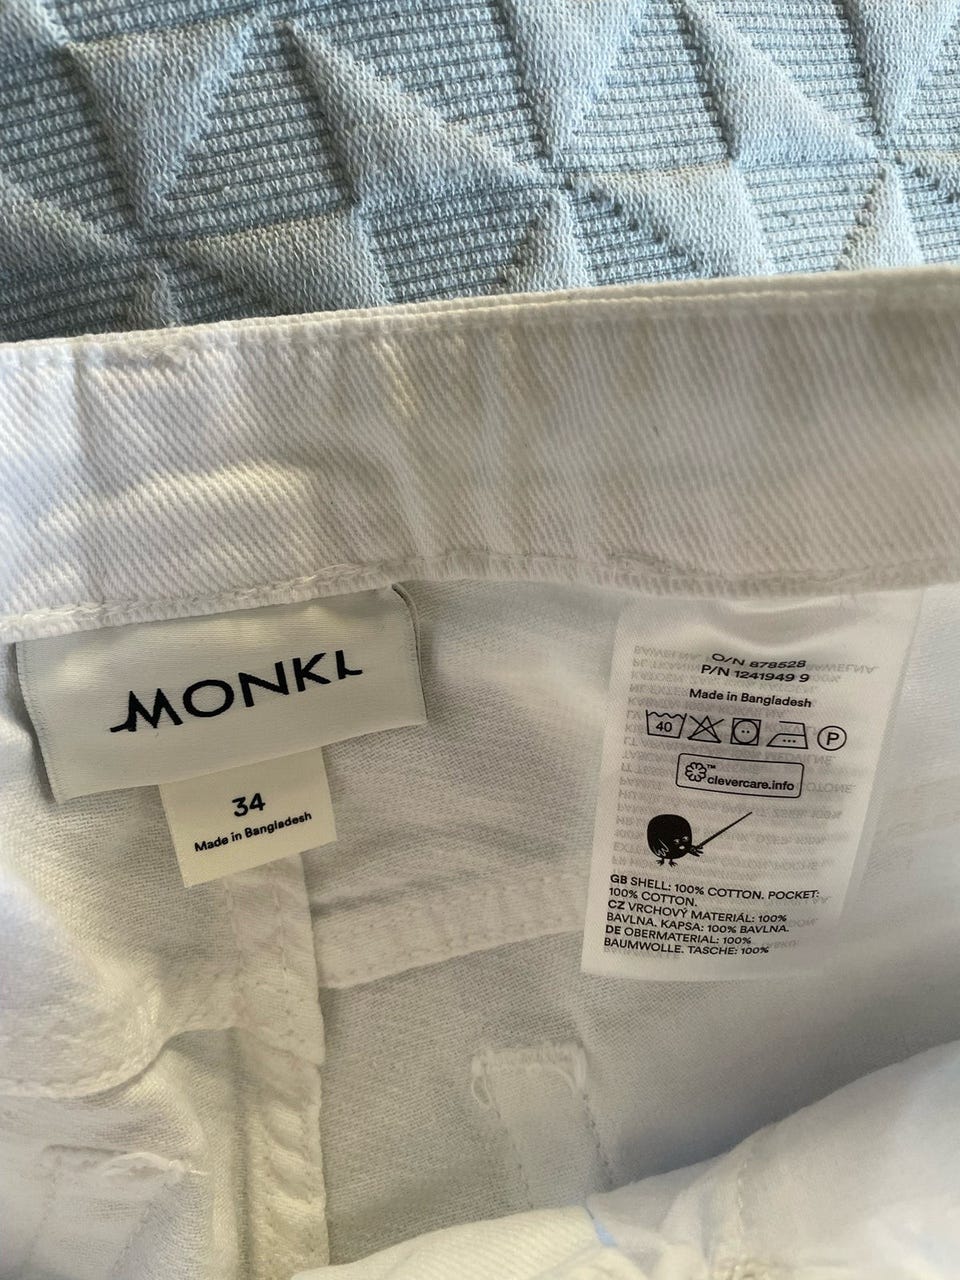 MONKI
34
Made in Bangladesh
O/N 878528
P/N 1241949 9
Made in Bangladesh
40
P
clevercare.info
GB SHELL: 100% COTTON. POCKET:
100% COTTON.
CZ VRCHOVÝ MATERIÁL: 100%
BAVLNA. KAPSA: 100% BAVLNA.
DE OBERMATERIAL: 100%
BAUMWOLLE. TASCHE: 100%